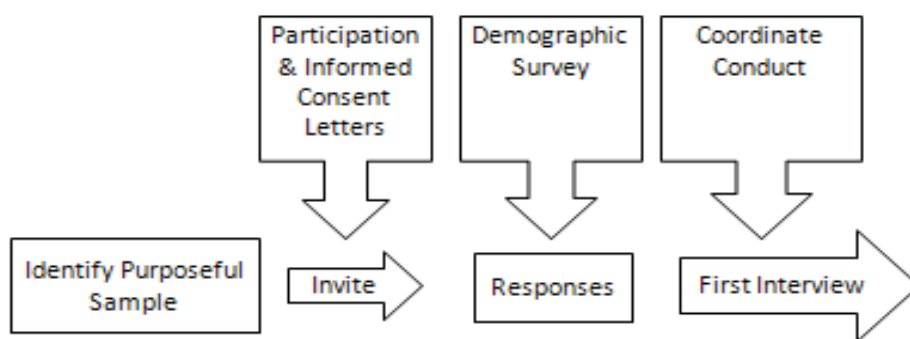 Participation
& Informed
Consent
Letters
Demographic
Survey
Coordinate
Conduct
Identify Purposeful
Sample
Invite
Responses
First Interview